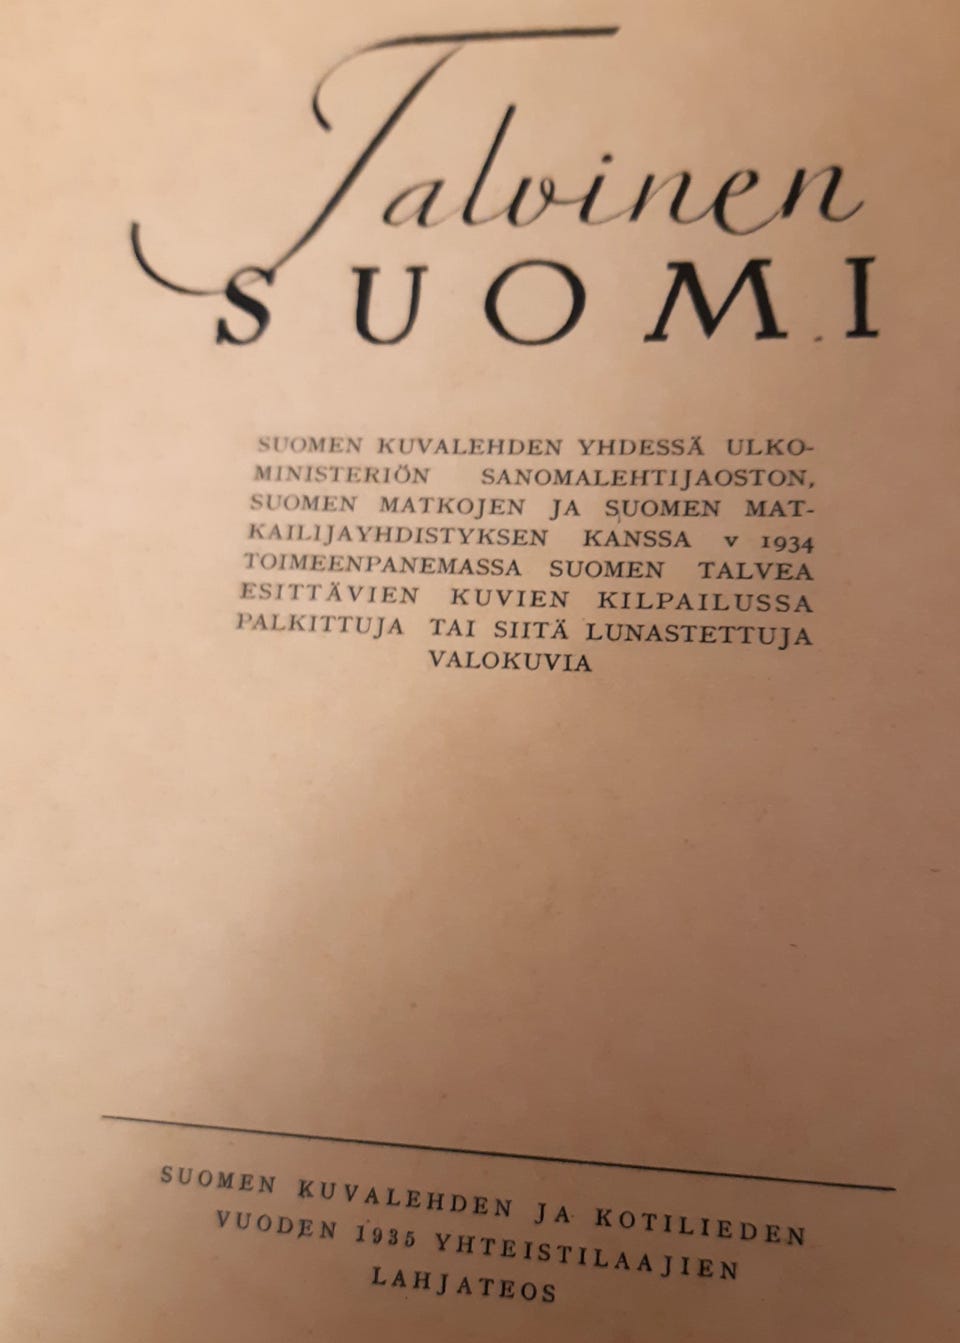 Talvinen
SUOMI
SUOMEN KUVALEHDEN YHDESSÄ ULKO-
MINISTERIÖN SANOMALEHTIJAOSTON,
SUOMEN MATKOJEN JA SUOMEN MAT-
KAILIJAYHDISTYKSEN KANSSA V 1934
TOIMEENPANEMASSA SUOMEN TALVEA
ESITTÄVIEN KUVIEN KILPAILUSSA
PALKITTUJA TAI SIITÄ LUNASTETTUJA
VALOKUVIA
SUOMEN KUVALEHDEN JA KOTILIEDEN
VUODEN 1935 YHTEISTILAAJIEN
LAHJATEOS